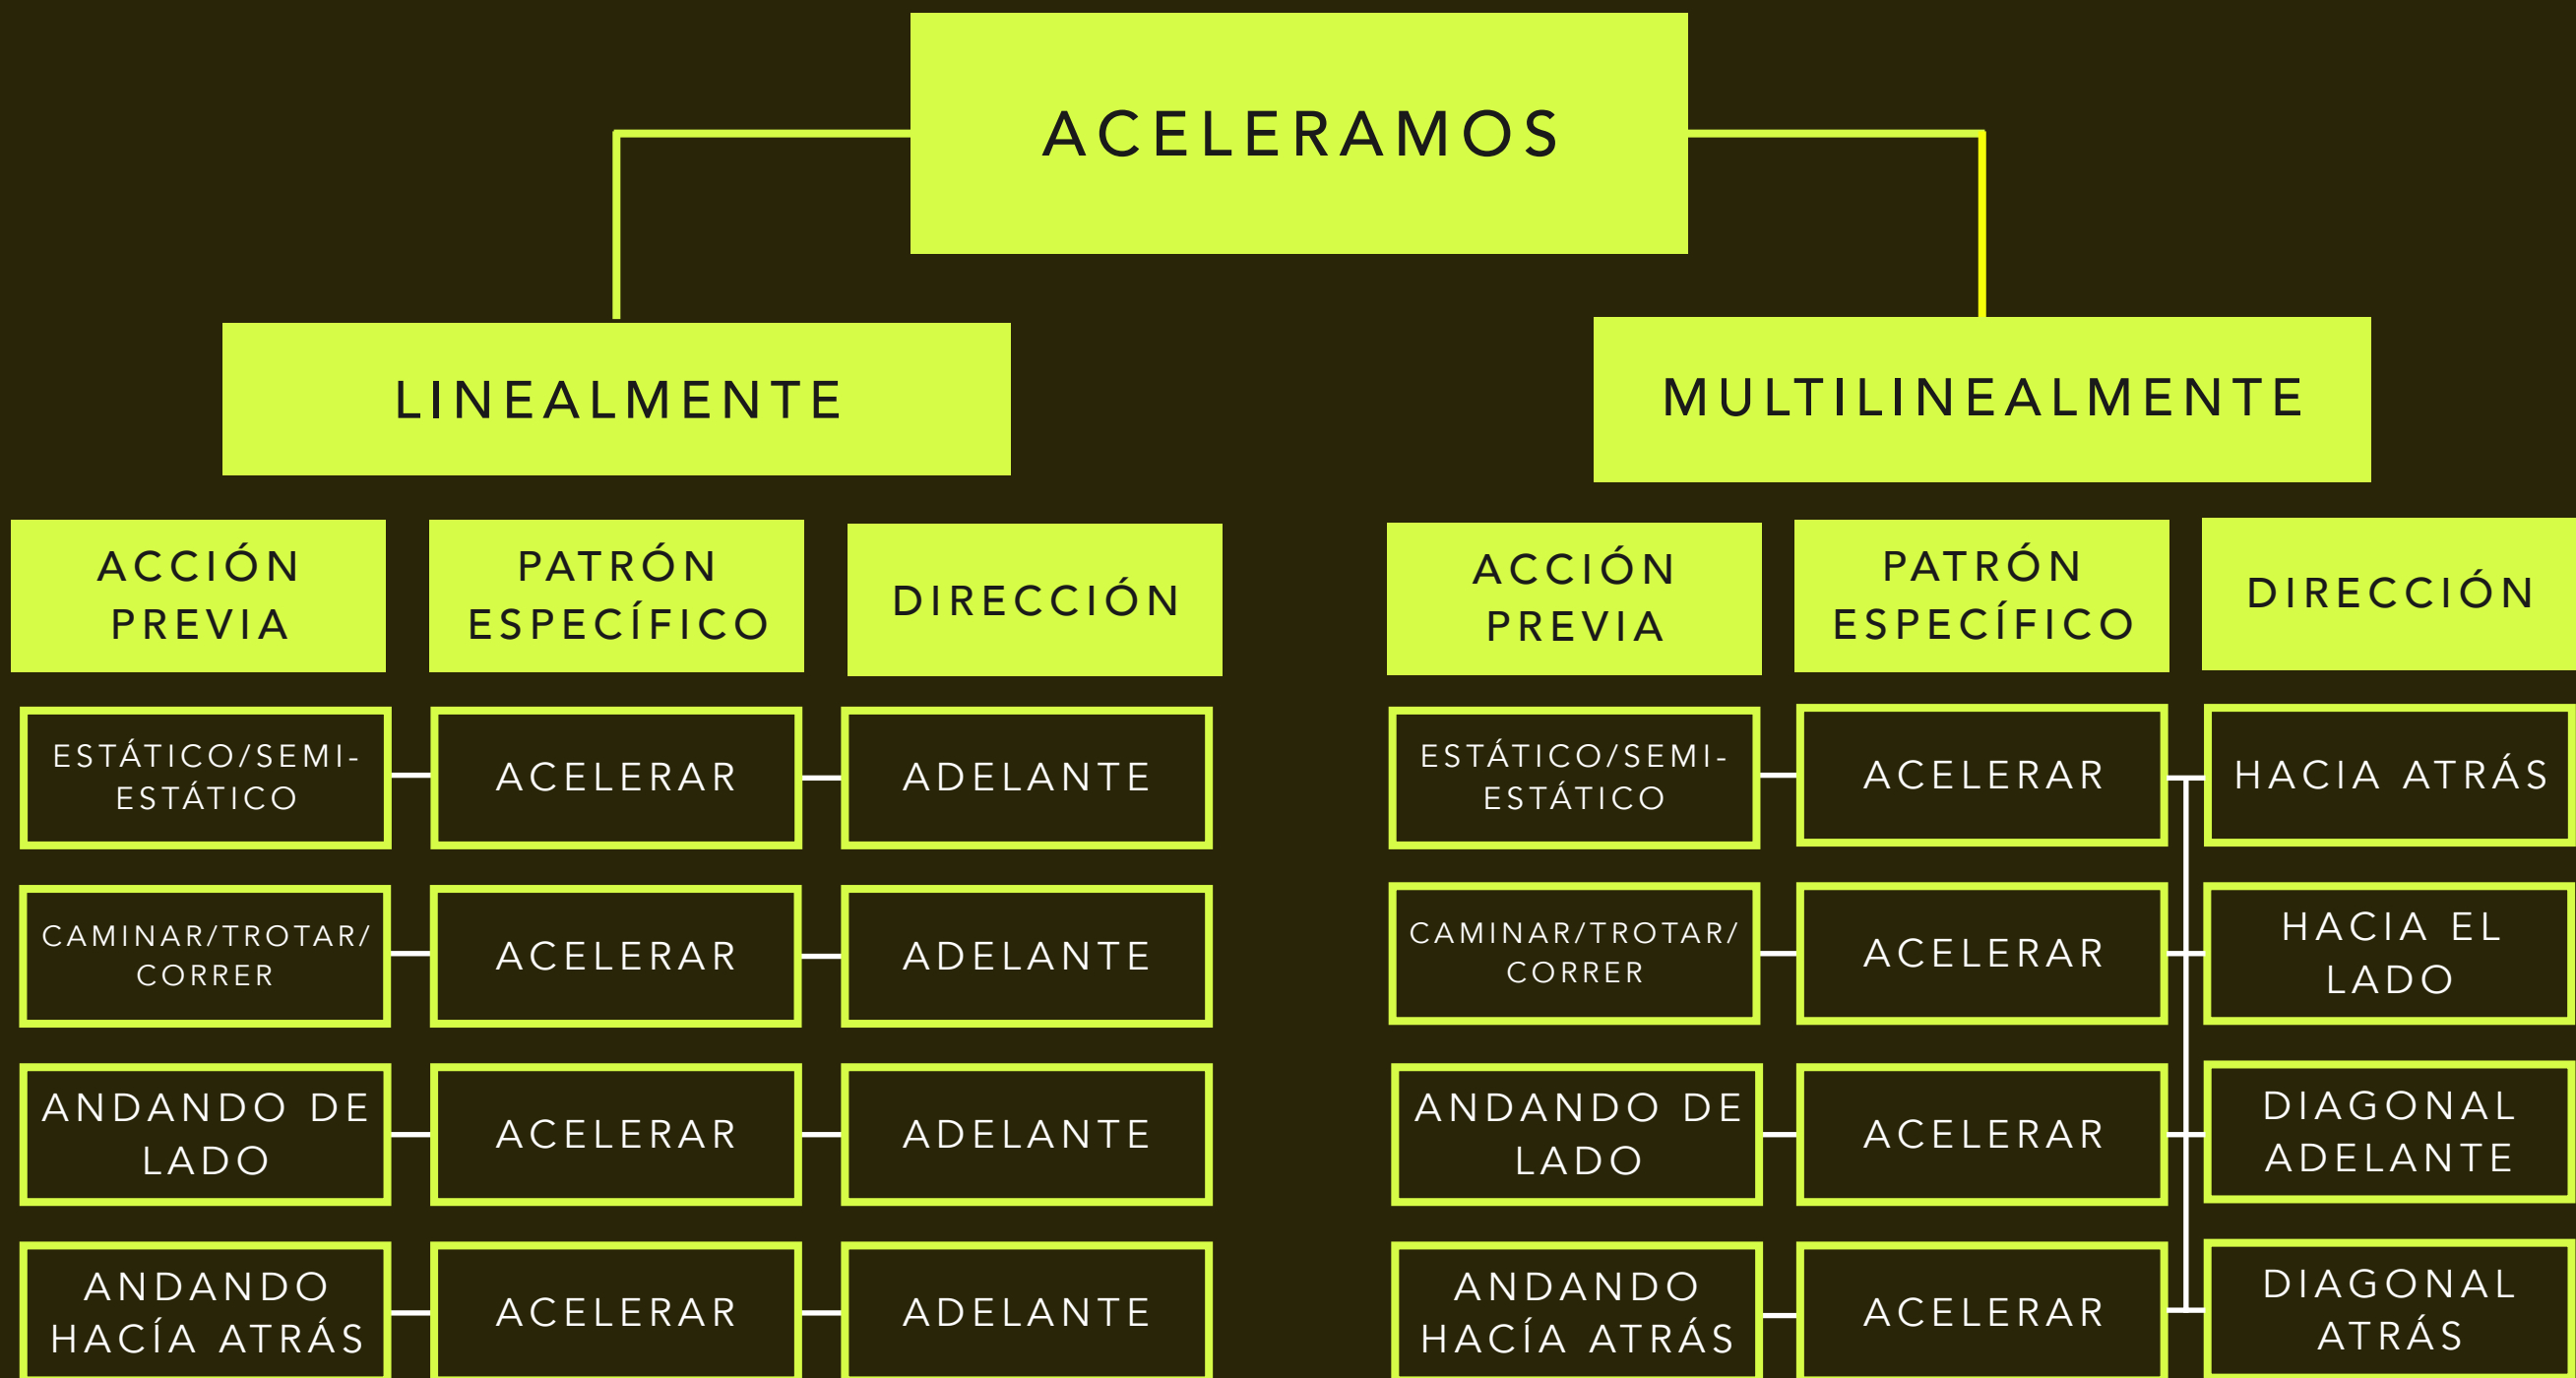 ACELERAMOS
LINEALMENTE
MULTILINEALMENTE
ACCIÓN
PREVIA
PATRÓN
ESPECÍFICO
DIRECCIÓN
ESTÁTICO/SEMI-
ESTÁTICO
ACELERAR
ADELANTE
CAMINAR/TROTAR/
CORRER
ACELERAR
ADELANTE
ANDANDO DE
LADO
ACELERAR
ADELANTE
ANDANDO
HACÍA ATRÁS
ACELERAR
ADELANTE
ACCIÓN
PREVIA
PATRÓN
ESPECÍFICO
DIRECCIÓN
ESTÁTICO/SEMI-
ESTÁTICO
ACELERAR
HACIA ATRÁS
CAMINAR/TROTAR/
CORRER
ACELERAR
HACIA EL
LADO
ANDANDO DE
LADO
ACELERAR
DIAGONAL
ADELANTE
ANDANDO
HACÍA ATRÁS
ACELERAR
DIAGONAL
ATRÁS